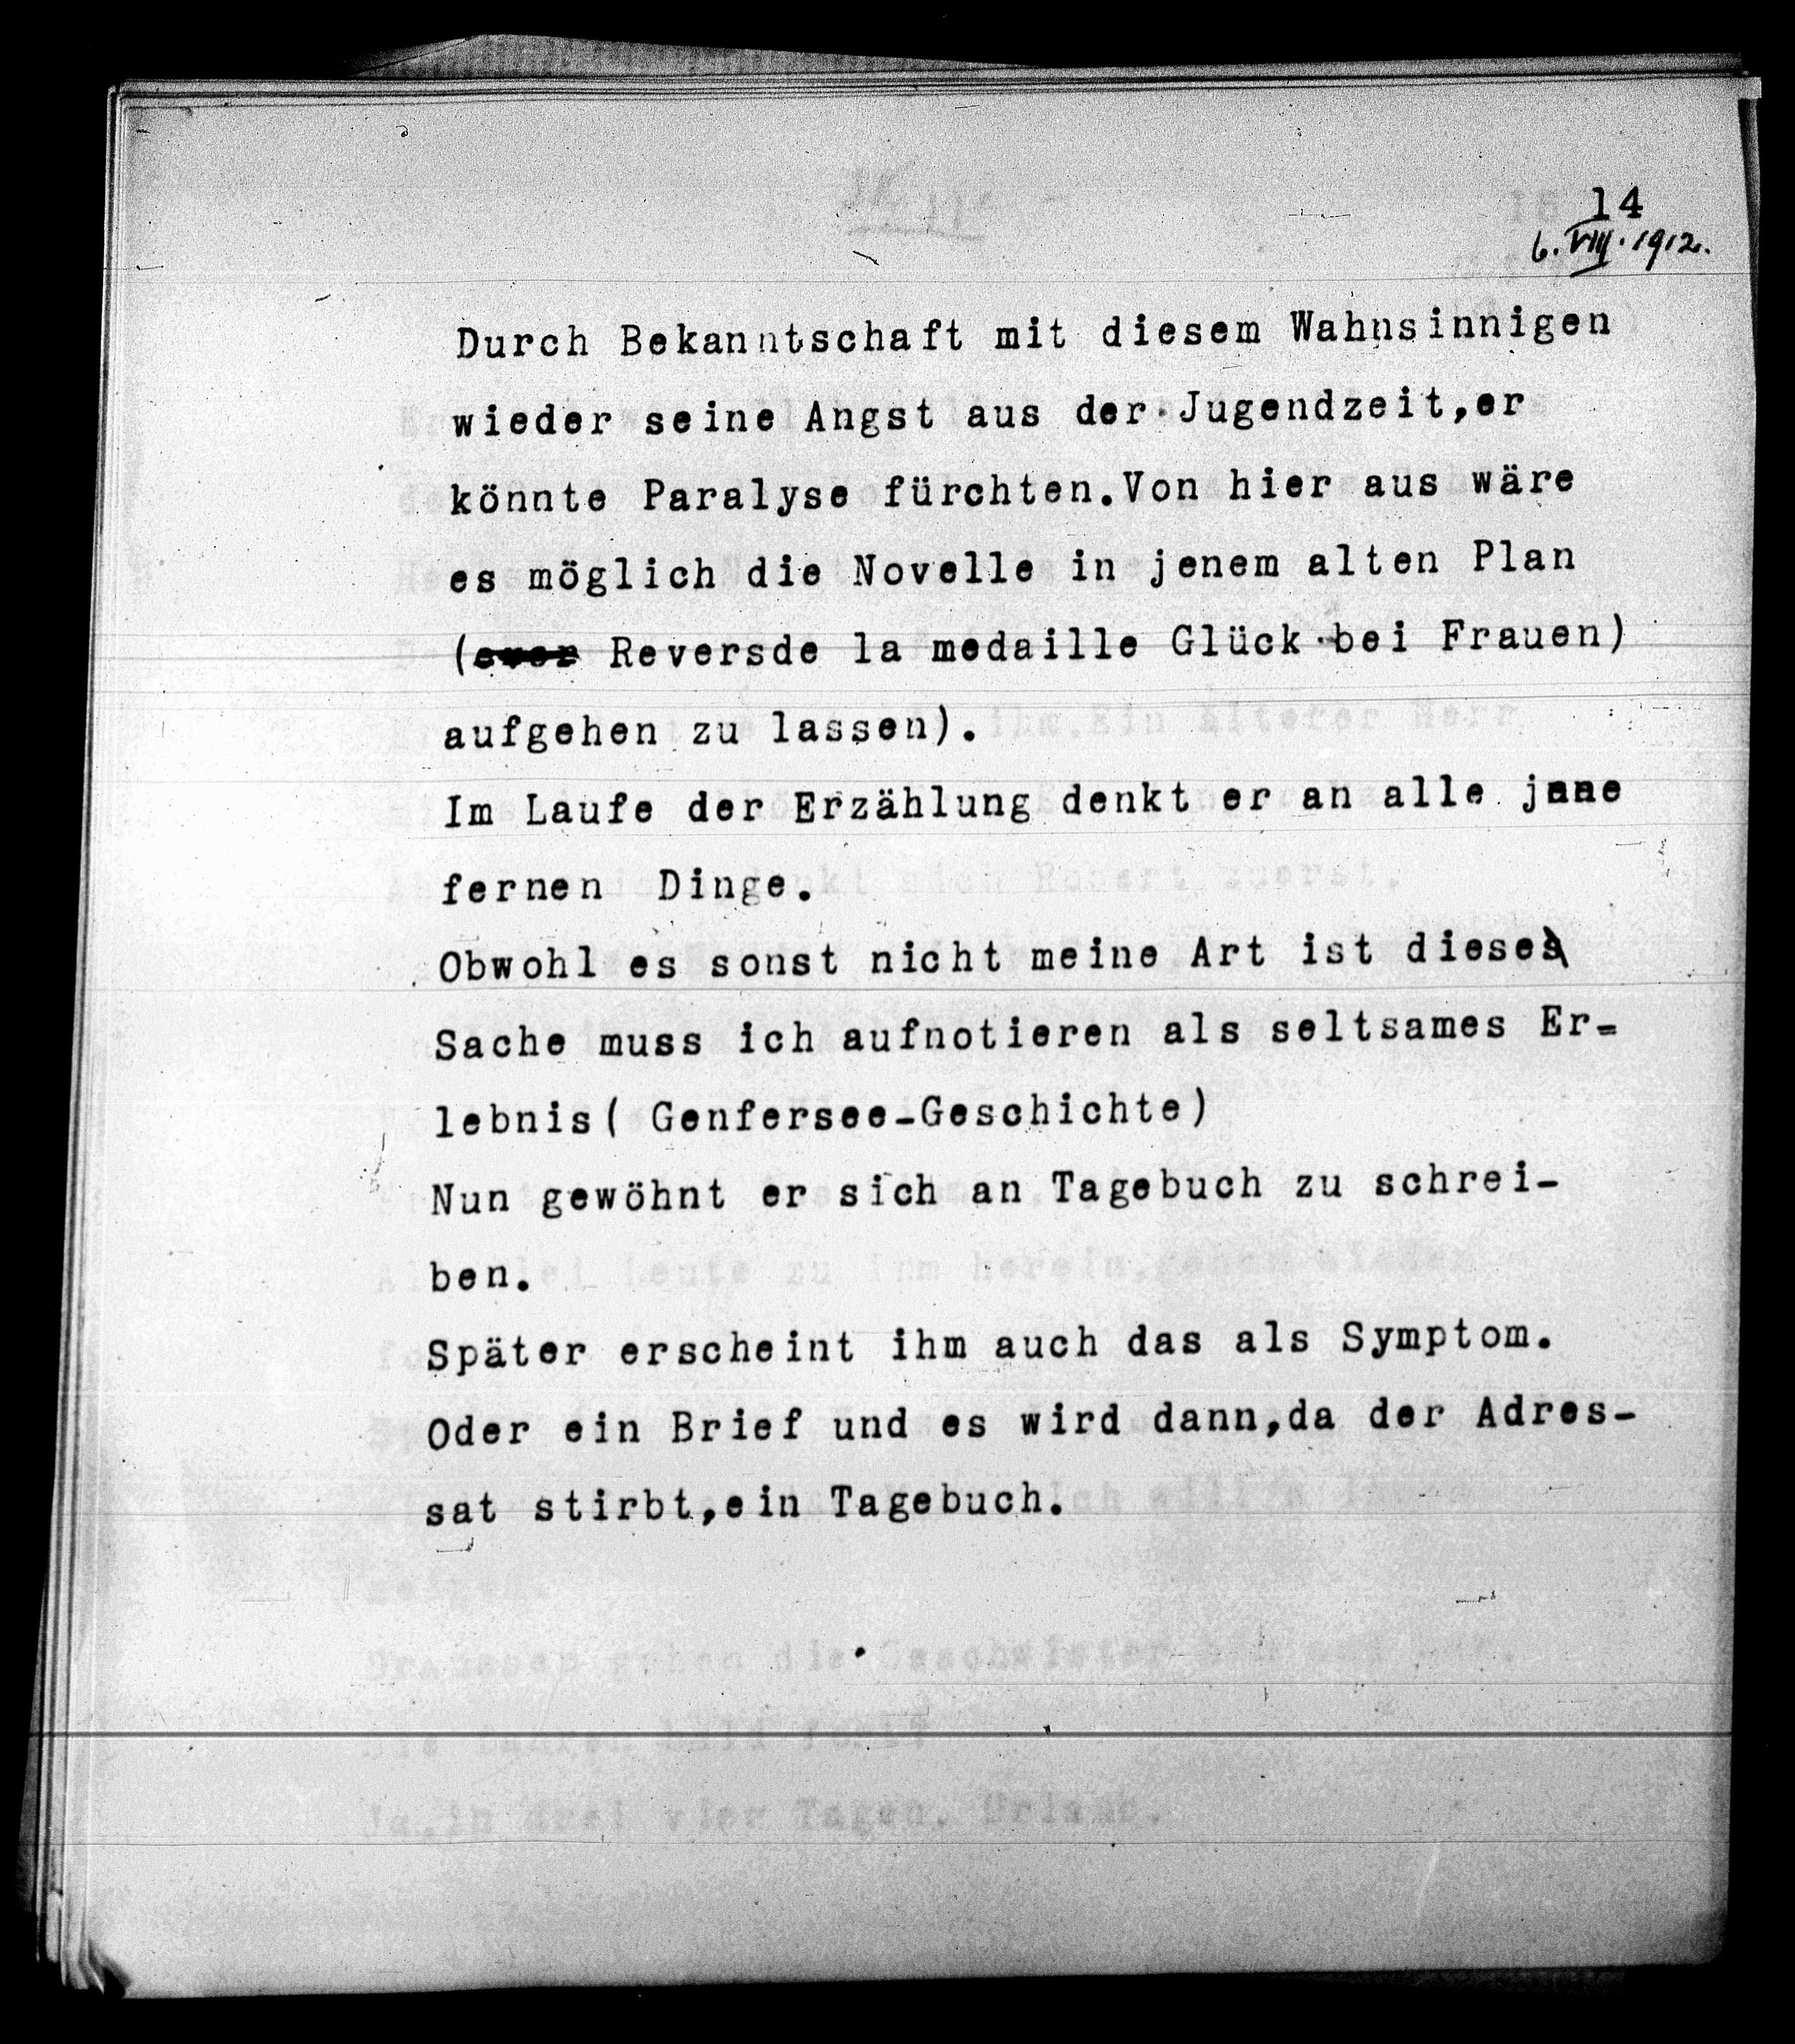 14
6.VIII.1912.
Durch Bekanntschaft mit diesem Wahnsinnigen
wieder seine Angst aus der Jugendzeit,er
könnte Paralyse fürchten.Von hier aus wäre
es möglich die Novelle in jenem alten Plan
( Reversde la medaille Glück bei Frauen)
aufgehen zu lassen).
Im Laufe der Erzählung denkt er an alle jene
fernen Dinge.
Obwohl es sonst nicht meine Art ist diese
Sache muss ich aufnotieren als seltsames Er=
lebnis( Genfersee-Geschichte)
Nun gewöhnt er sich an Tagebuch zu schrei-
ben.
Später erscheint ihm auch das als Symptom.
Oder ein Brief und es wird dann,da der Adres-
sat stirbt,ein Tagebuch.